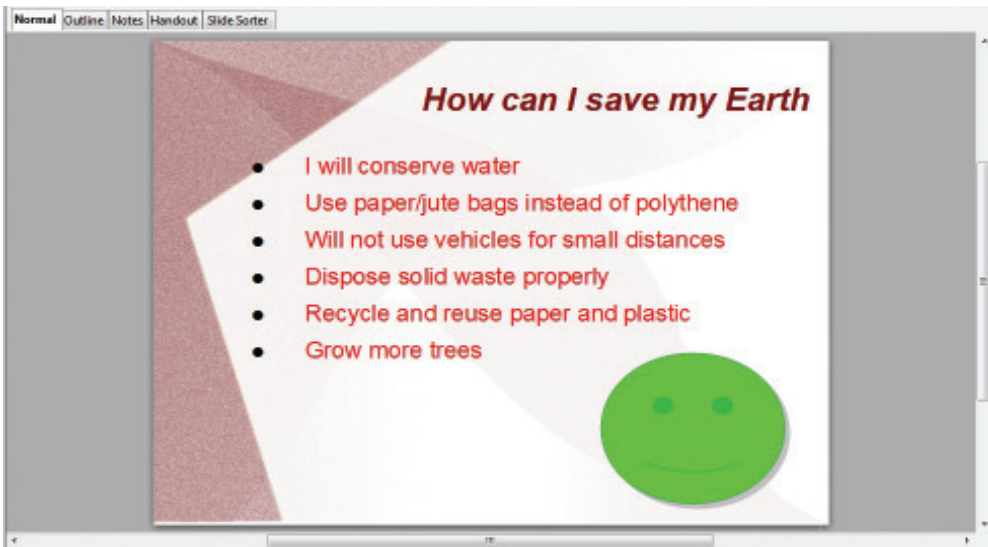 Normal Outline Notes Handout Slide Sorter
How can I save my Earth
I will conserve water
Use paper/jute bags instead of polythene
Will not use vehicles for small distances
Dispose solid waste properly
Recycle and reuse paper and plastic
Grow more trees